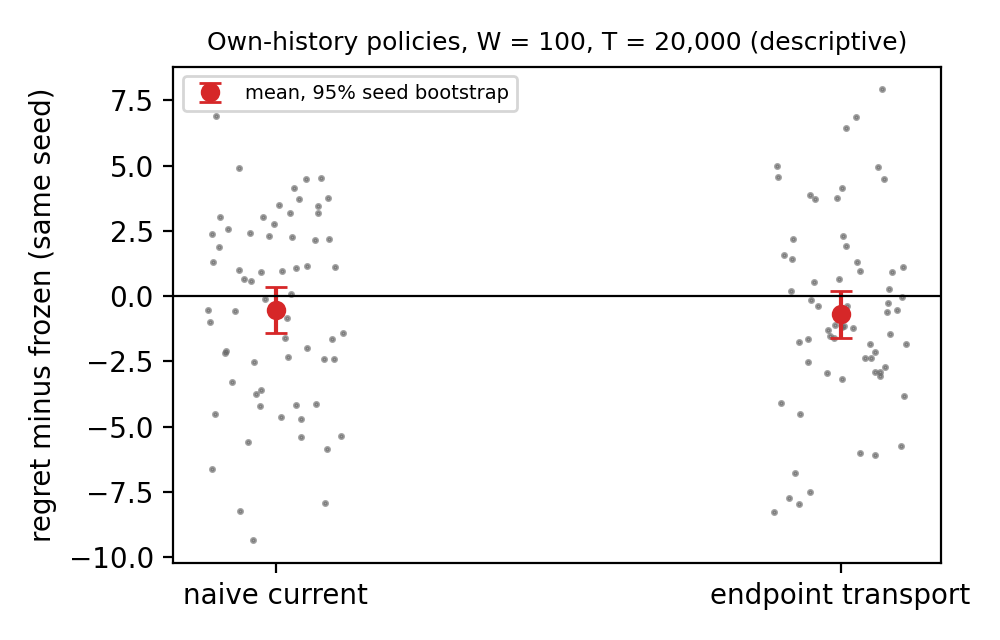 Own-history policies, W = 100, T = 20,000 (descriptive)
mean, 95% seed bootstrap
regret minus frozen (same seed)
7.5
5.0
2.5
0.0
−2.5
−5.0
−7.5
−10.0
naive current
endpoint transport